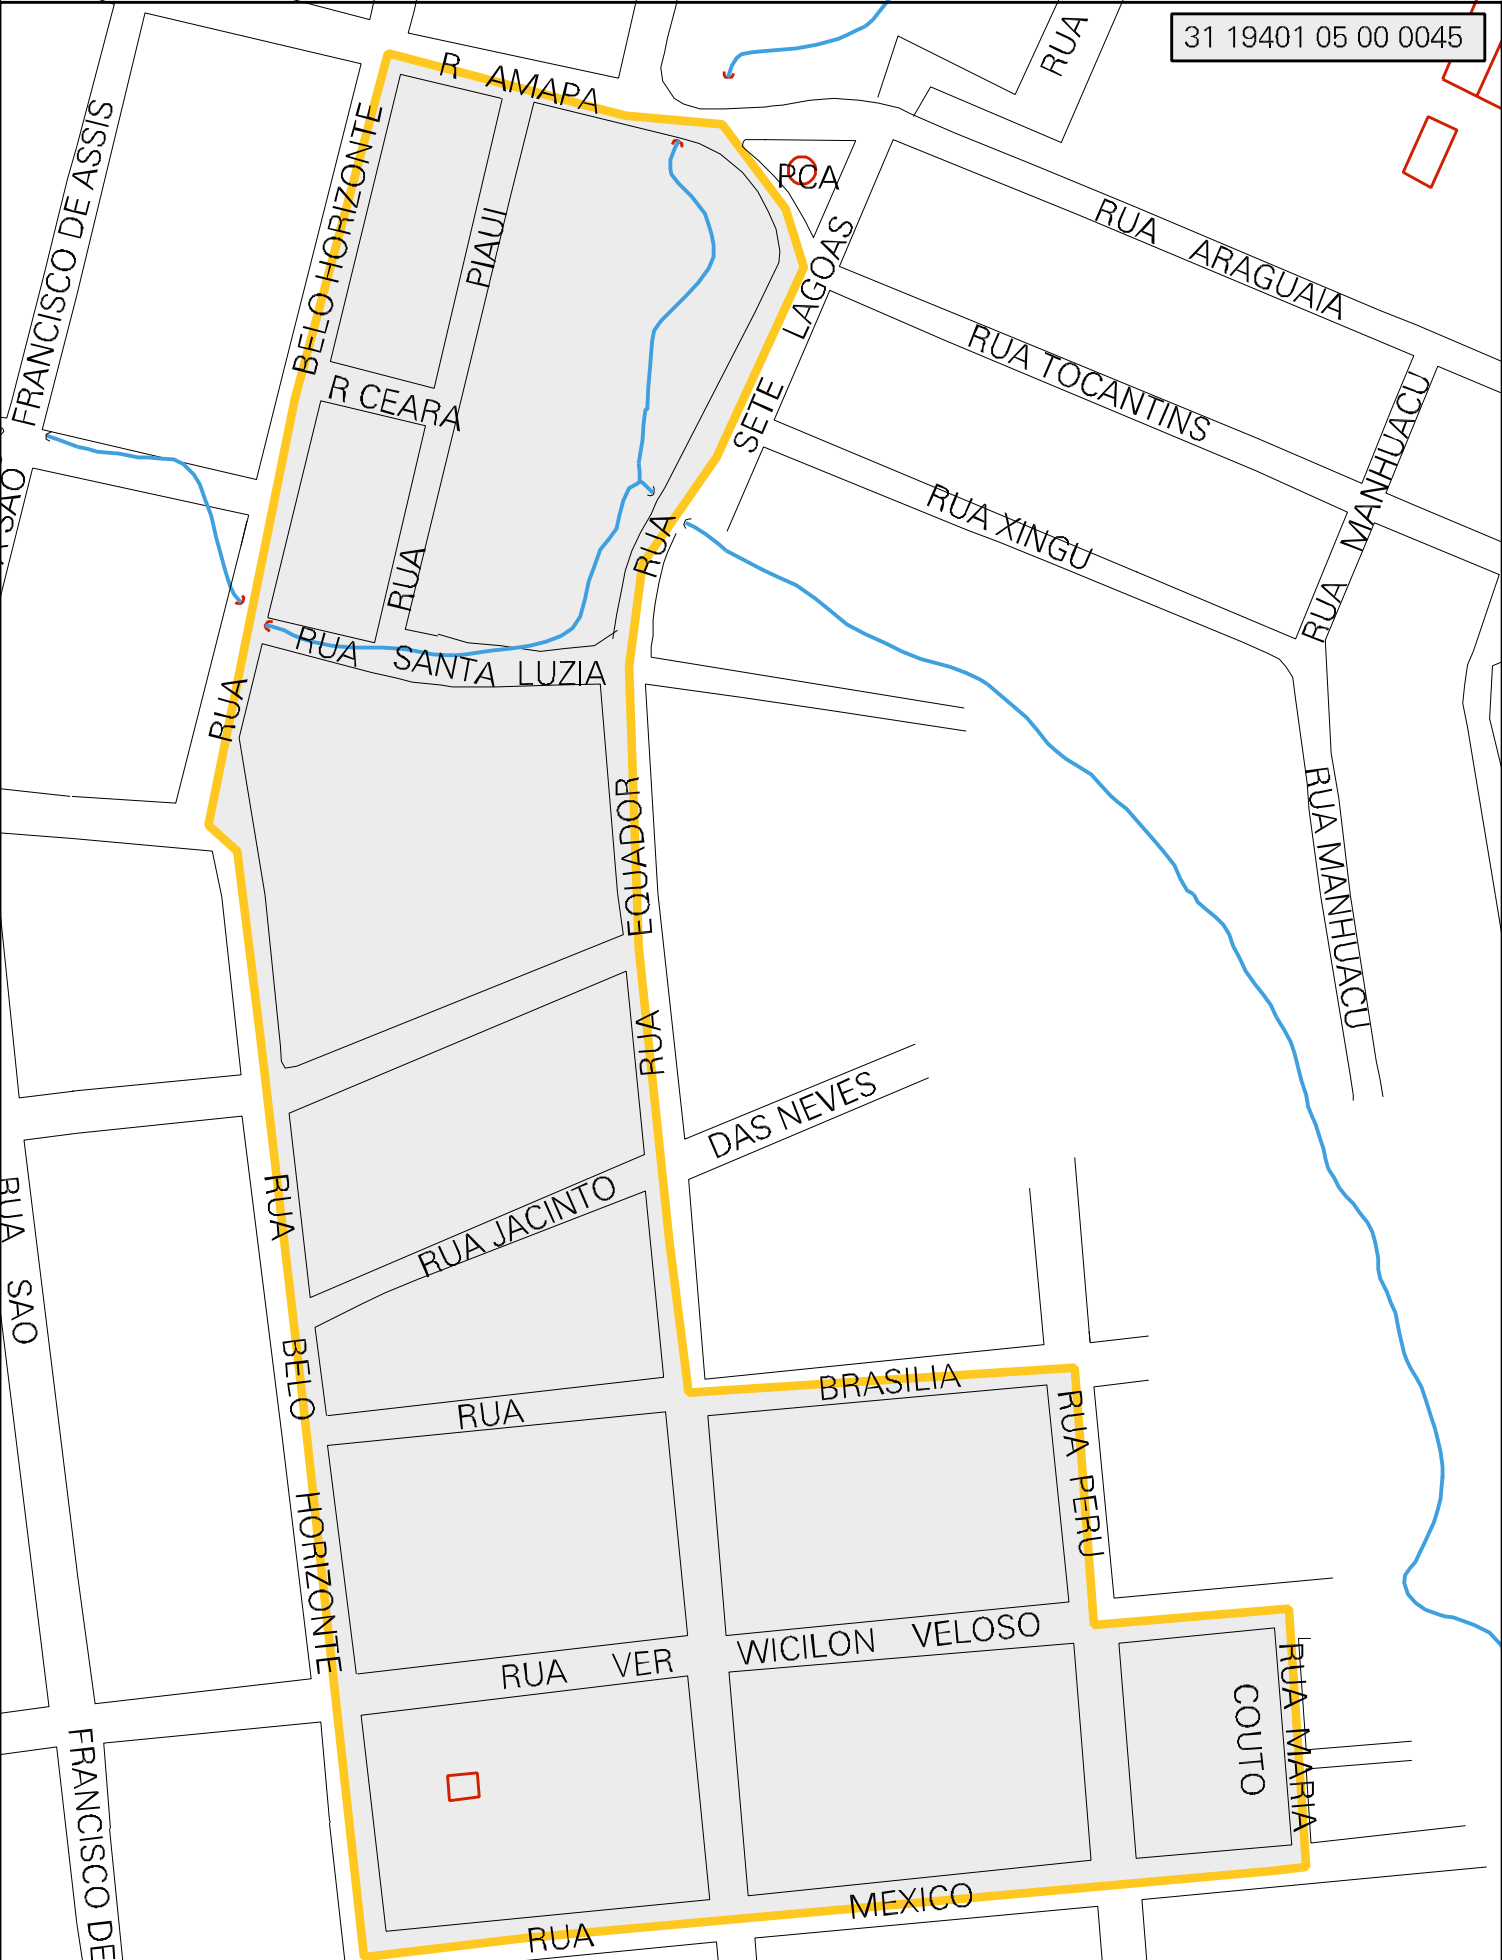 31 19401 05 00 0045
R AMAPA
RUA
PCA
FRANCISCO DE ASSIS
BELO HORIZONTE
PIAUI
LAGOAS
RUA ARAGUAIA
RUA TOCANTINS
R CEARA
SETE
MANHUACU
SAO
RUA XINGU
RUA
RUA
RUA
RUA SANTA LUZIA
RUA
EQUADOR
RUA MANHUACU
RUA
DAS NEVES
RUA
RUA JACINTO
RUA
SAO
BELO
BRASILIA
RUA
RUA PERU
HORIZONTE
RUA VER WICILON VELOSO
RUA MARIA
COUTO
FRANCISCO DE
MEXICO
RUA